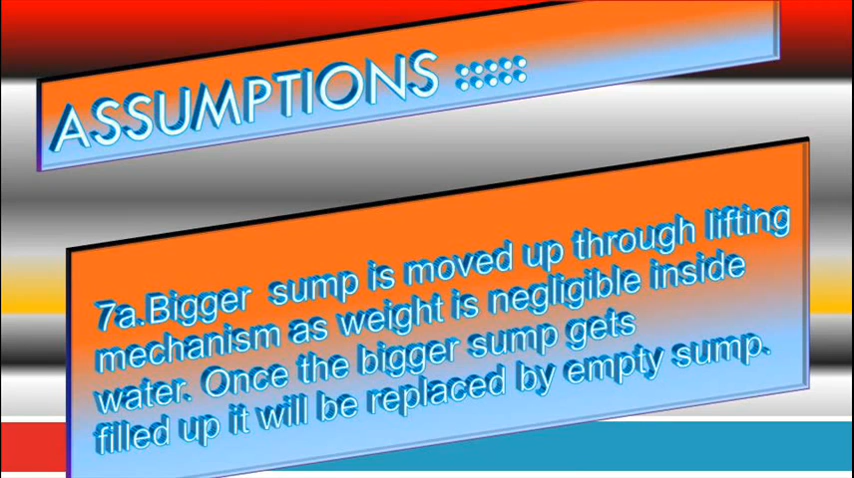 ASSUMPTIONS :::::
7a.Bigger sump is moved up through lifting
mechanism as weight is negligible inside
water. Once the bigger sump gets
filled up it will be replaced by empty sump.